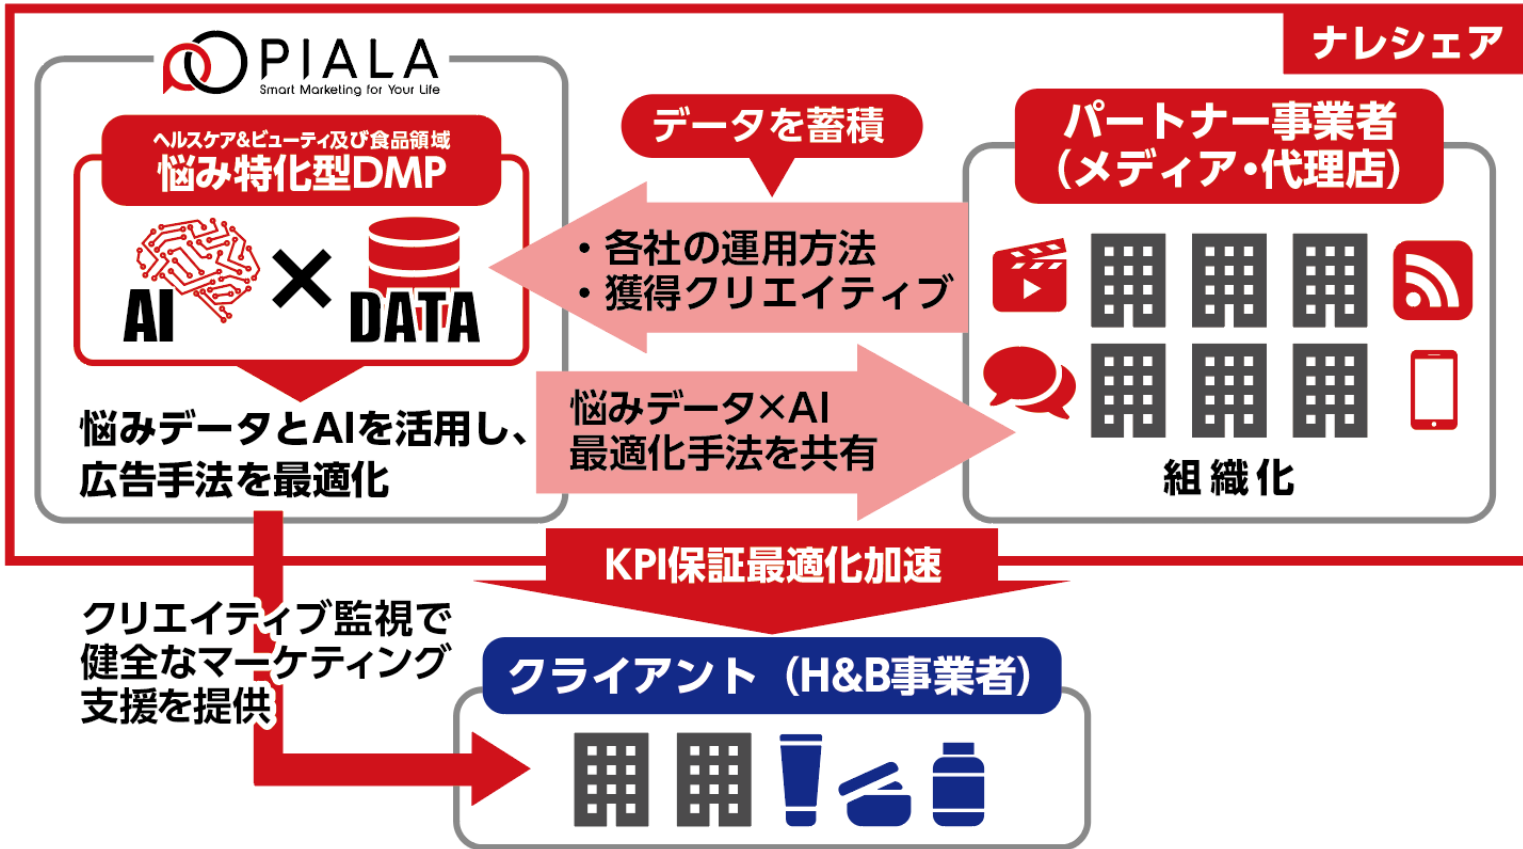 ナレシェア
PIALA
Smart Marketing for Your Life
ヘルスケア&ビューティ及び食品領域
悩み特化型DMP
AI
×
DATA
悩みデータとAIを活用し、
広告手法を最適化
データを蓄積
・各社の運用方法
・獲得クリエイティブ
悩みデータ×AI
最適化手法を共有
パートナー事業者
(メディア・代理店)
組織化
KPI保証最適化加速
クリエイティブ監視で
健全なマーケティング
支援を提供
クライアント(H&B事業者)